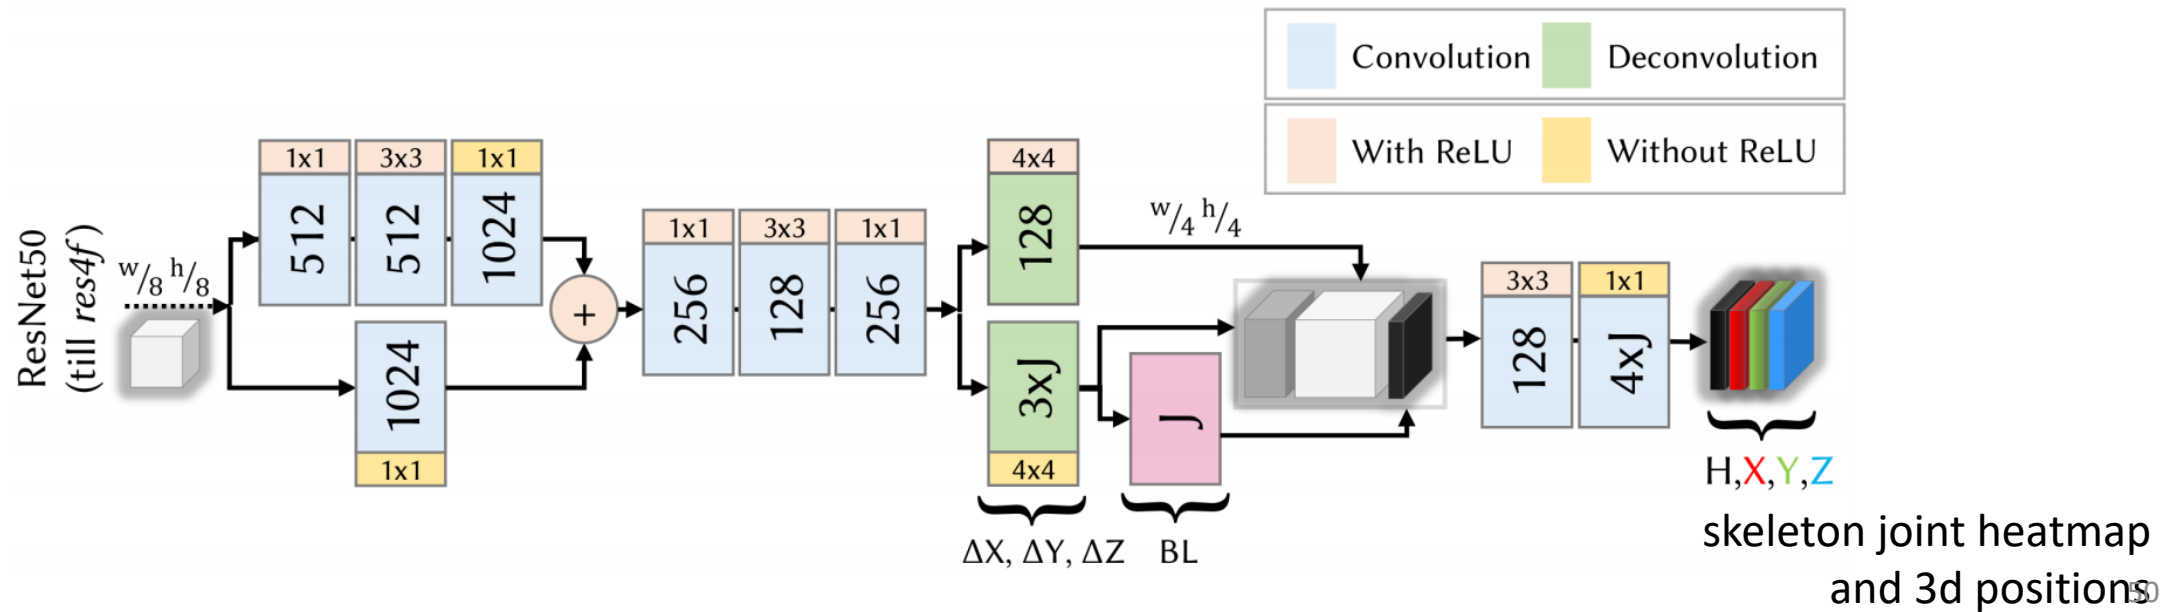 Convolution
Deconvolution
With ReLU
Without ReLU
ResNet50
(till res4f )
w/8 h/8
1x1
512
3x3
512
1x1
1024
1024
1x1
+
1x1
256
3x3
128
1x1
256
4x4
128
3xJ
4x4
ΔX, ΔY, ΔZ
J
BL
w/4 h/4
3x3
128
1x1
4xJ
H,X,Y,Z
skeleton joint heatmap
and 3d positions
50